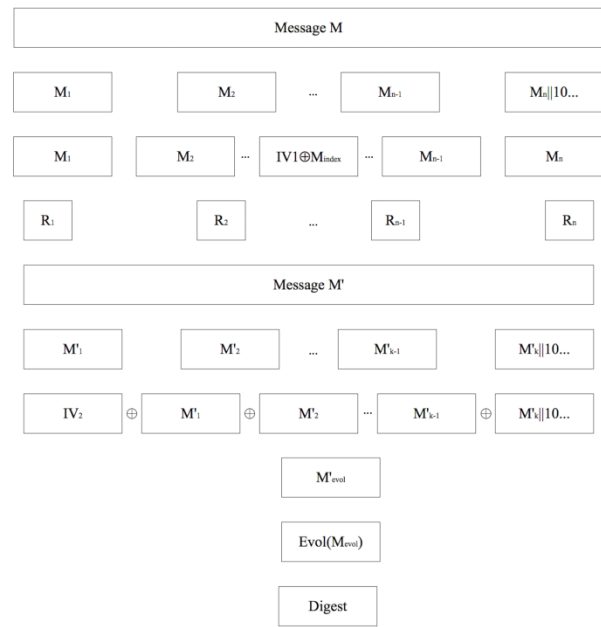 Message M
M₁ M₂ ... Mₙ₋₁ Mₙ||10...
M₁ M₂ ... IV1⊕Mᵢₙdₑₓ ... Mₙ₋₁ Mₙ
R₁ R₂ ... Rₙ₋₁ Rₙ
Message M'
M'₁ M'₂ ... M'ₖ₋₁ M'ₖ||10...
IV₂ ⊕ M'₁ ⊕ M'₂ ... M'ₖ₋₁ ⊕ M'ₖ||10...
M'evol
Evol(Mevol)
Digest